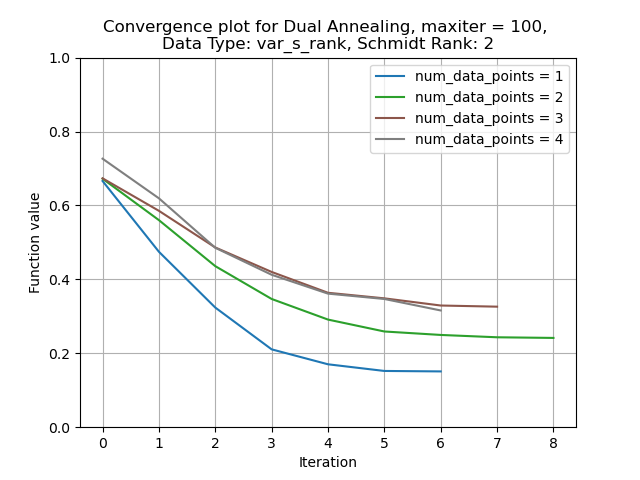 Convergence plot for Dual Annealing, maxiter = 100,
Data Type: var_s_rank, Schmidt Rank: 2
num_data_points = 1
num_data_points = 2
num_data_points = 3
num_data_points = 4
Function value
1.0
0.8
0.6
0.4
0.2
0.0
0 1 2 3 4 5 6 7 8
Iteration